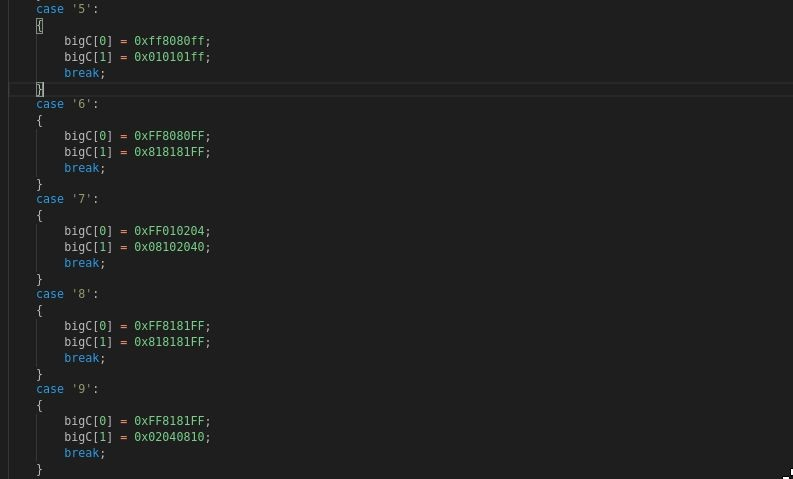 case '5':
{
bigC[0] = 0xff8080ff;
bigC[1] = 0x010101ff;
break;
}
case '6':
{
bigC[0] = 0xFF8080FF;
bigC[1] = 0x818181FF;
break;
}
case '7':
{
bigC[0] = 0xFF010204;
bigC[1] = 0x08102040;
break;
}
case '8':
{
bigC[0] = 0xFF8181FF;
bigC[1] = 0x818181FF;
break;
}
case '9':
{
bigC[0] = 0xFF8181FF;
bigC[1] = 0x02040810;
break;
}